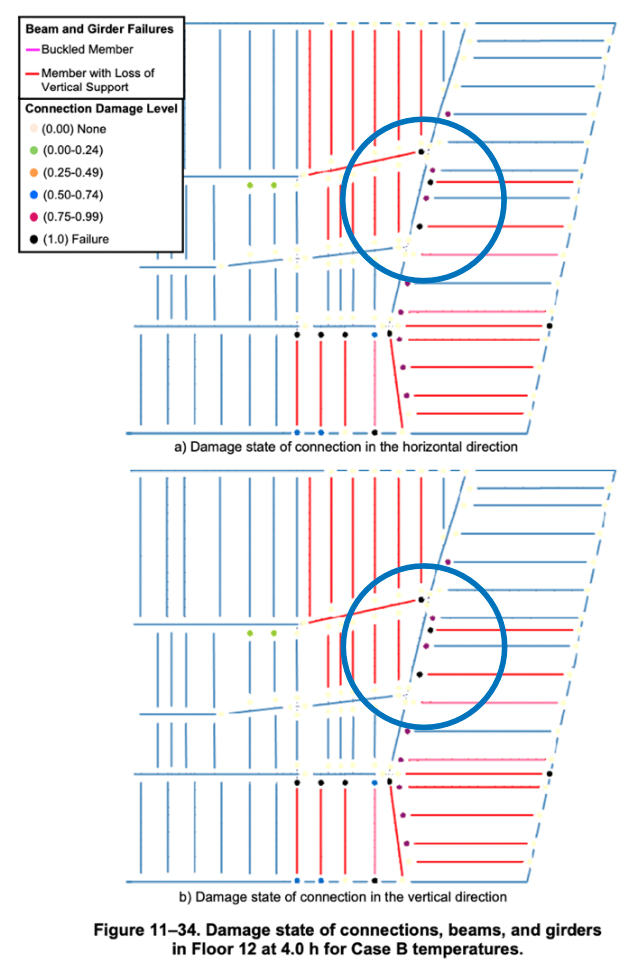 Beam and Girder Failures
Buckled Member
Member with Loss of
Vertical Support
Connection Damage Level
(0.00) None
(0.00-0.24)
(0.25-0.49)
(0.50-0.74)
(0.75-0.99)
(1.0) Failure
a) Damage state of connection in the horizontal direction
b) Damage state of connection in the vertical direction
Figure 11–34. Damage state of connections, beams, and girders
in Floor 12 at 4.0 h for Case B temperatures.